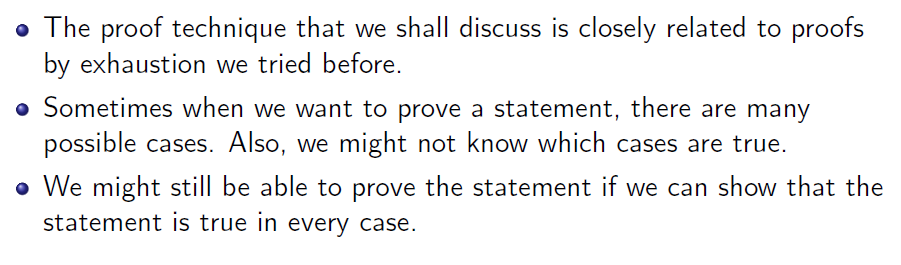 The proof technique that we shall discuss is closely related to proofs
by exhaustion we tried before.
Sometimes when we want to prove a statement, there are many
possible cases. Also, we might not know which cases are true.
We might still be able to prove the statement if we can show that the
statement is true in every case.